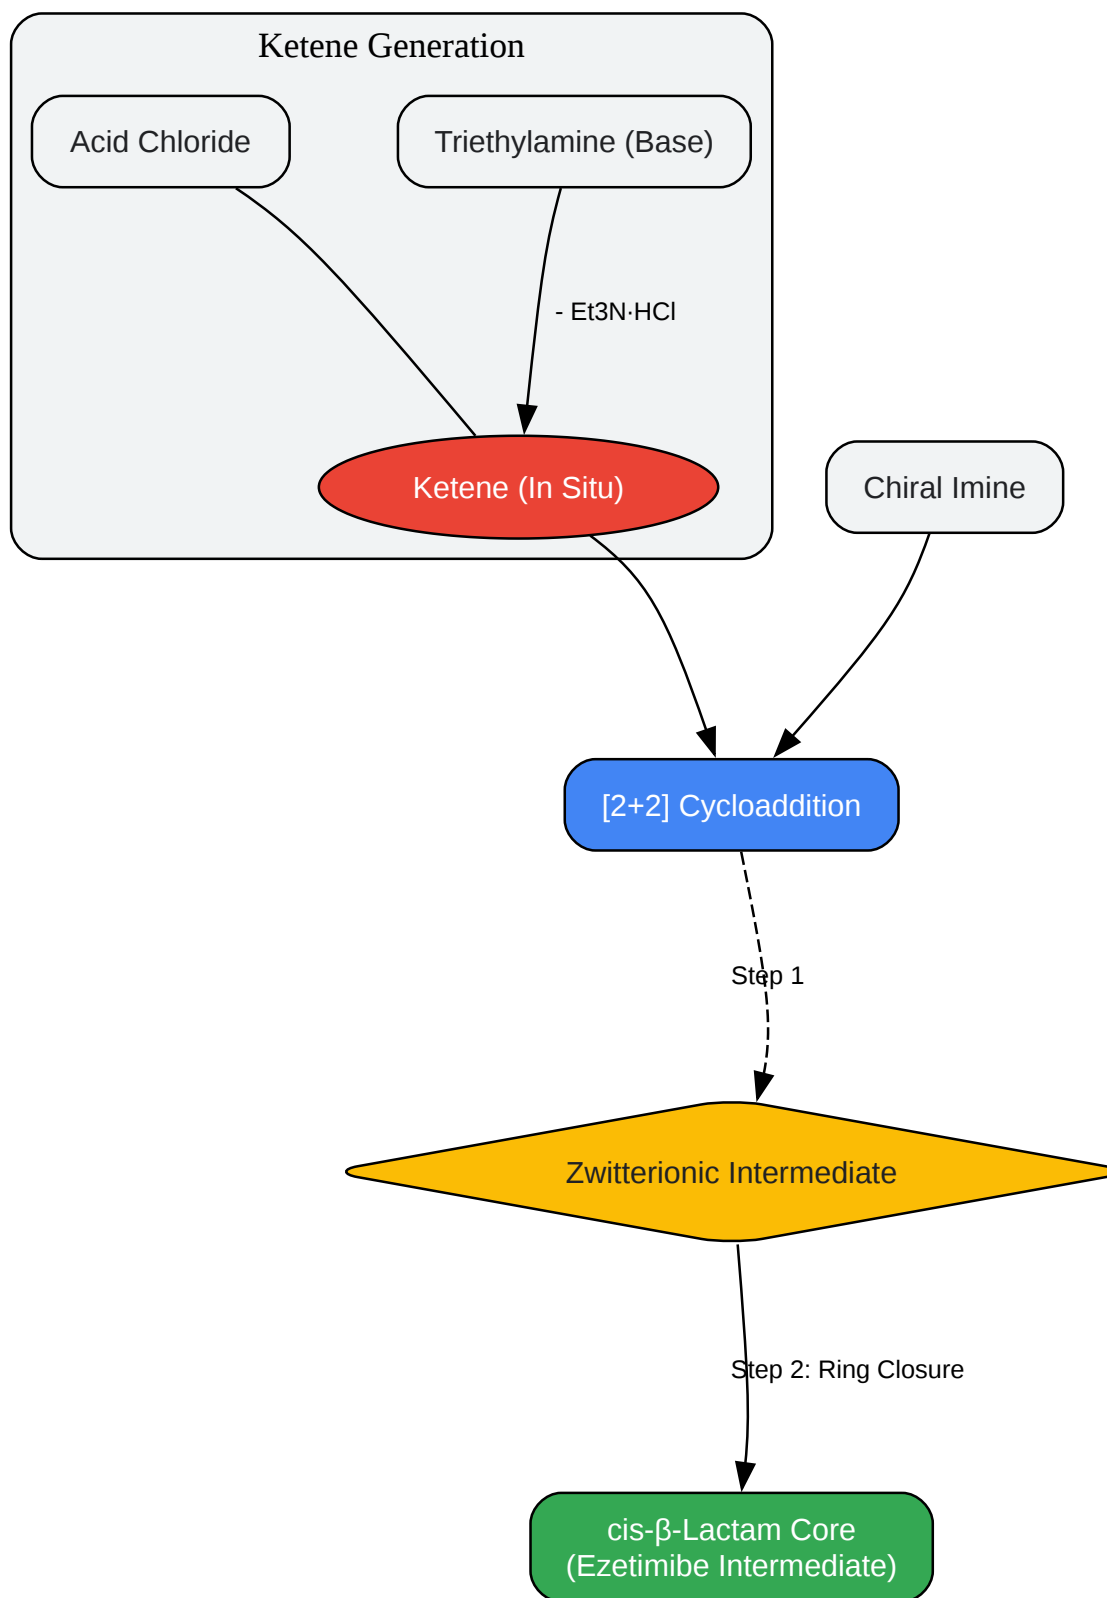 Ketene Generation
Acid Chloride
Triethylamine (Base)
- Et3N·HCl
Ketene (In Situ)
Chiral Imine
[2+2] Cycloaddition
Step 1
Zwitterionic Intermediate
Step 2: Ring Closure
cis-β-Lactam Core
(Ezetimibe Intermediate)